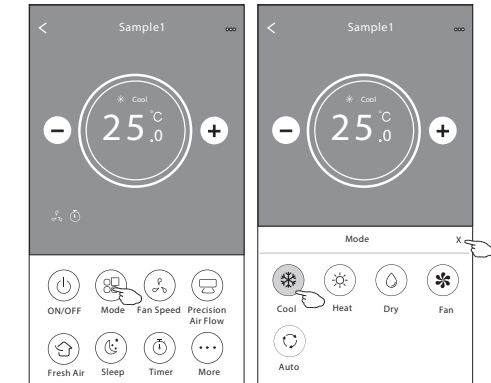 Sample1
Cool
25.0°C
ON/OFF
Mode
Fan Speed
Precision
Air Flow
Fresh Air
Sleep
Timer
More
Sample1
Cool
25.0°C
Mode
X
Cool
Heat
Dry
Fan
Auto